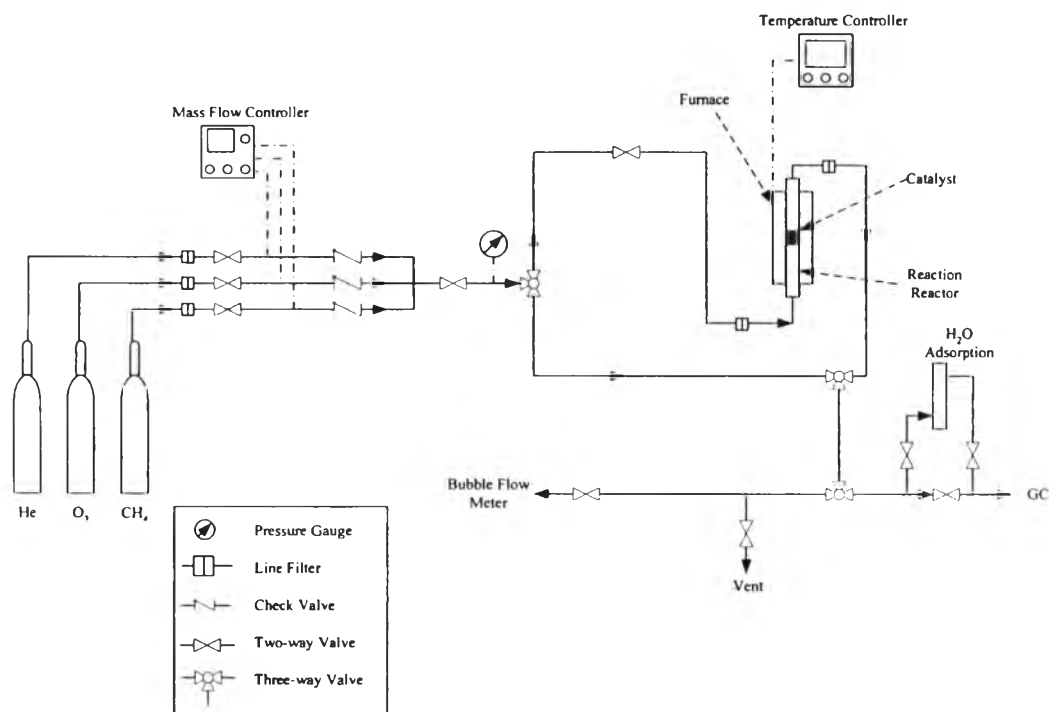 Temperature Controller
Furnace
Mass Flow Controller
Catalyst
Reaction
Reactor
H₂O
Adsorption
Bubble Flow
Meter
GC
Vent
He
O₂
CH₄
Pressure Gauge
Line Filter
Check Valve
Two-way Valve
Three-way Valve